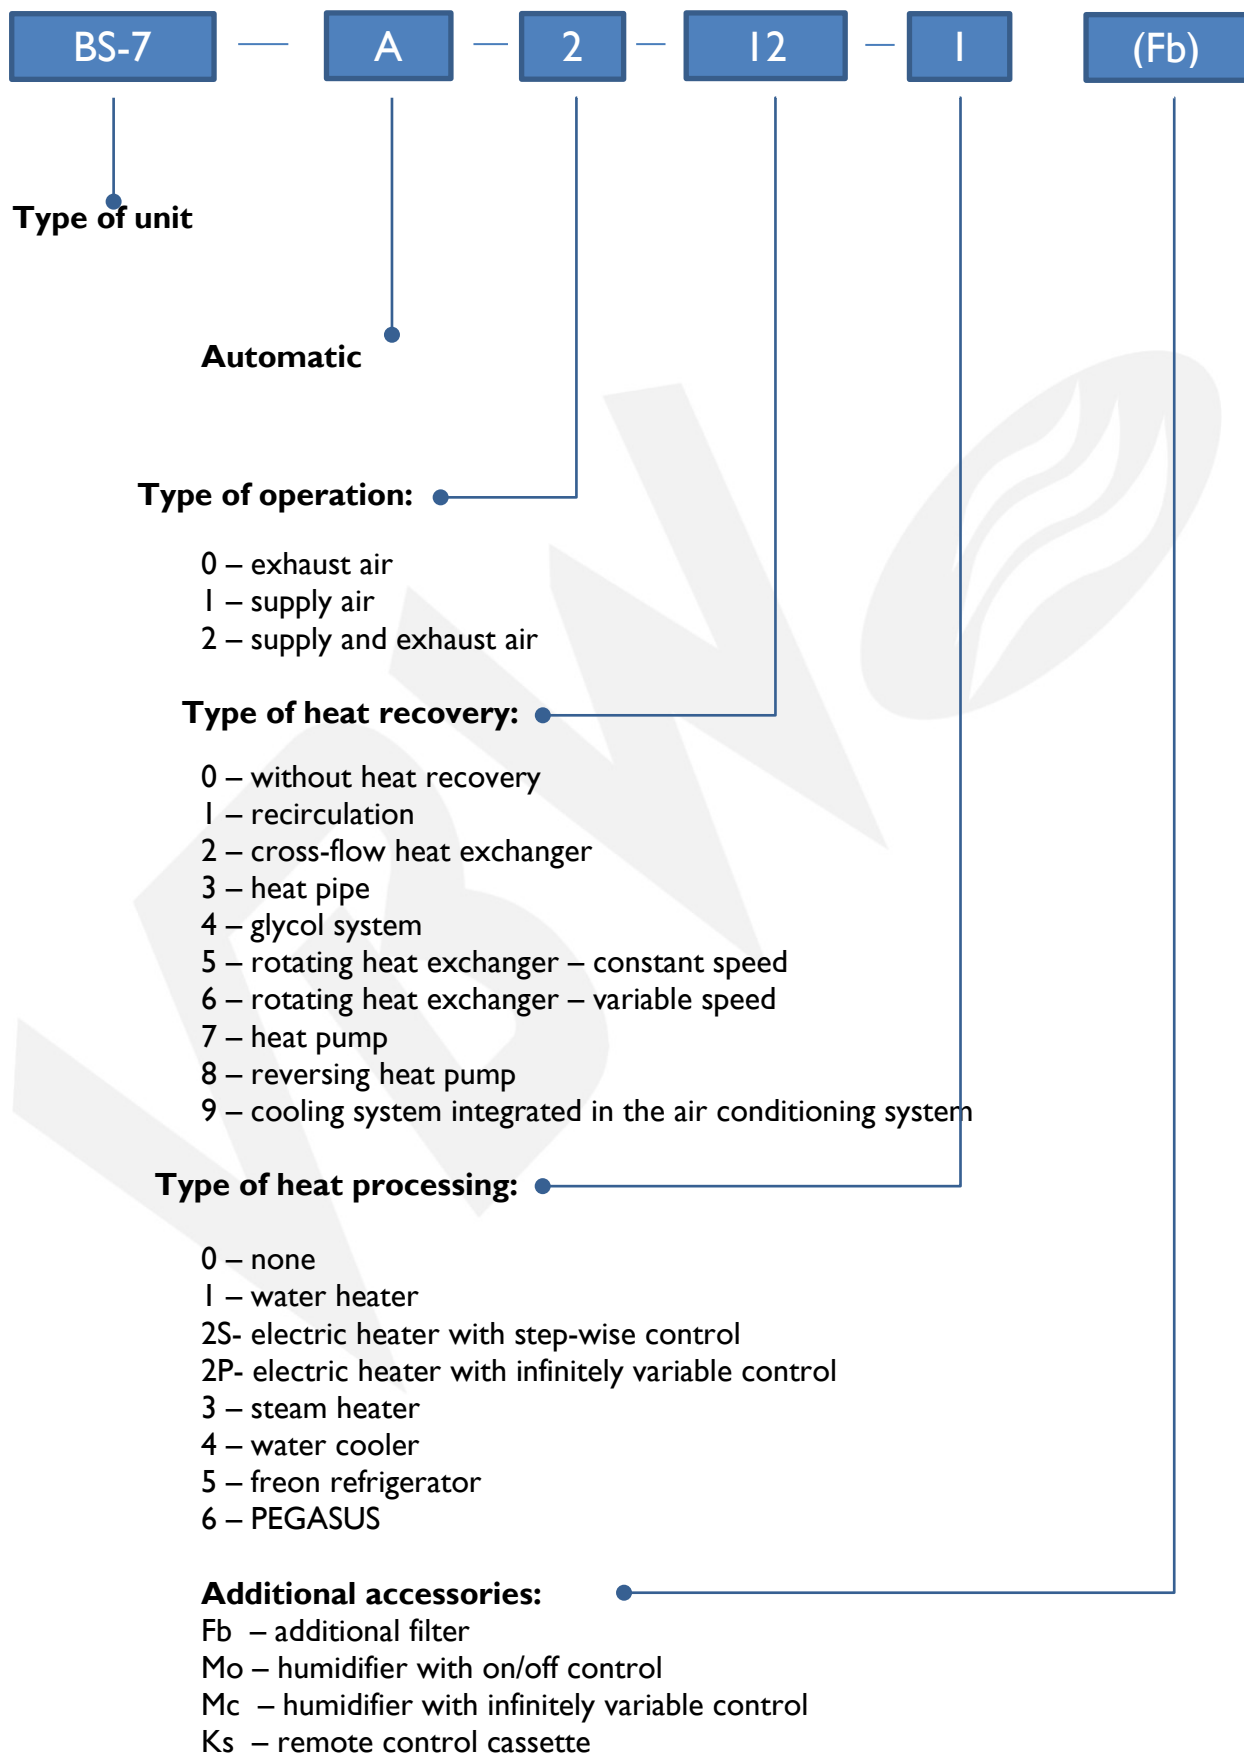 BS-7 — A — 2 — 12 — 1 (Fb)
Type of unit
Automatic
Type of operation:
0 – exhaust air
1 – supply air
2 – supply and exhaust air
Type of heat recovery:
0 – without heat recovery
1 – recirculation
2 – cross-flow heat exchanger
3 – heat pipe
4 – glycol system
5 – rotating heat exchanger – constant speed
6 – rotating heat exchanger – variable speed
7 – heat pump
8 – reversing heat pump
9 – cooling system integrated in the air conditioning system
Type of heat processing:
0 – none
1 – water heater
2S- electric heater with step-wise control
2P- electric heater with infinitely variable control
3 – steam heater
4 – water cooler
5 – freon refrigerator
6 – PEGASUS
Additional accessories:
Fb – additional filter
Mo – humidifier with on/off control
Mc – humidifier with infinitely variable control
Ks – remote control cassette
VBW